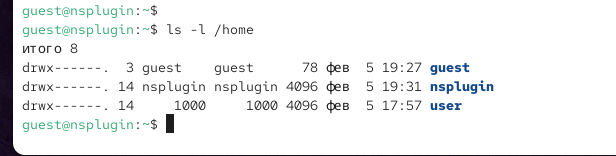 guest@nsplugin:~$
guest@nsplugin:~$ ls -l /home
итого 8
drwx------.  3 guest    guest      78 фев  5 19:27 guest
drwx------. 14 nsplugin nsplugin 4096 фев  5 19:31 nsplugin
drwx------. 14     1000     1000 4096 фев  5 17:57 user
guest@nsplugin:~$